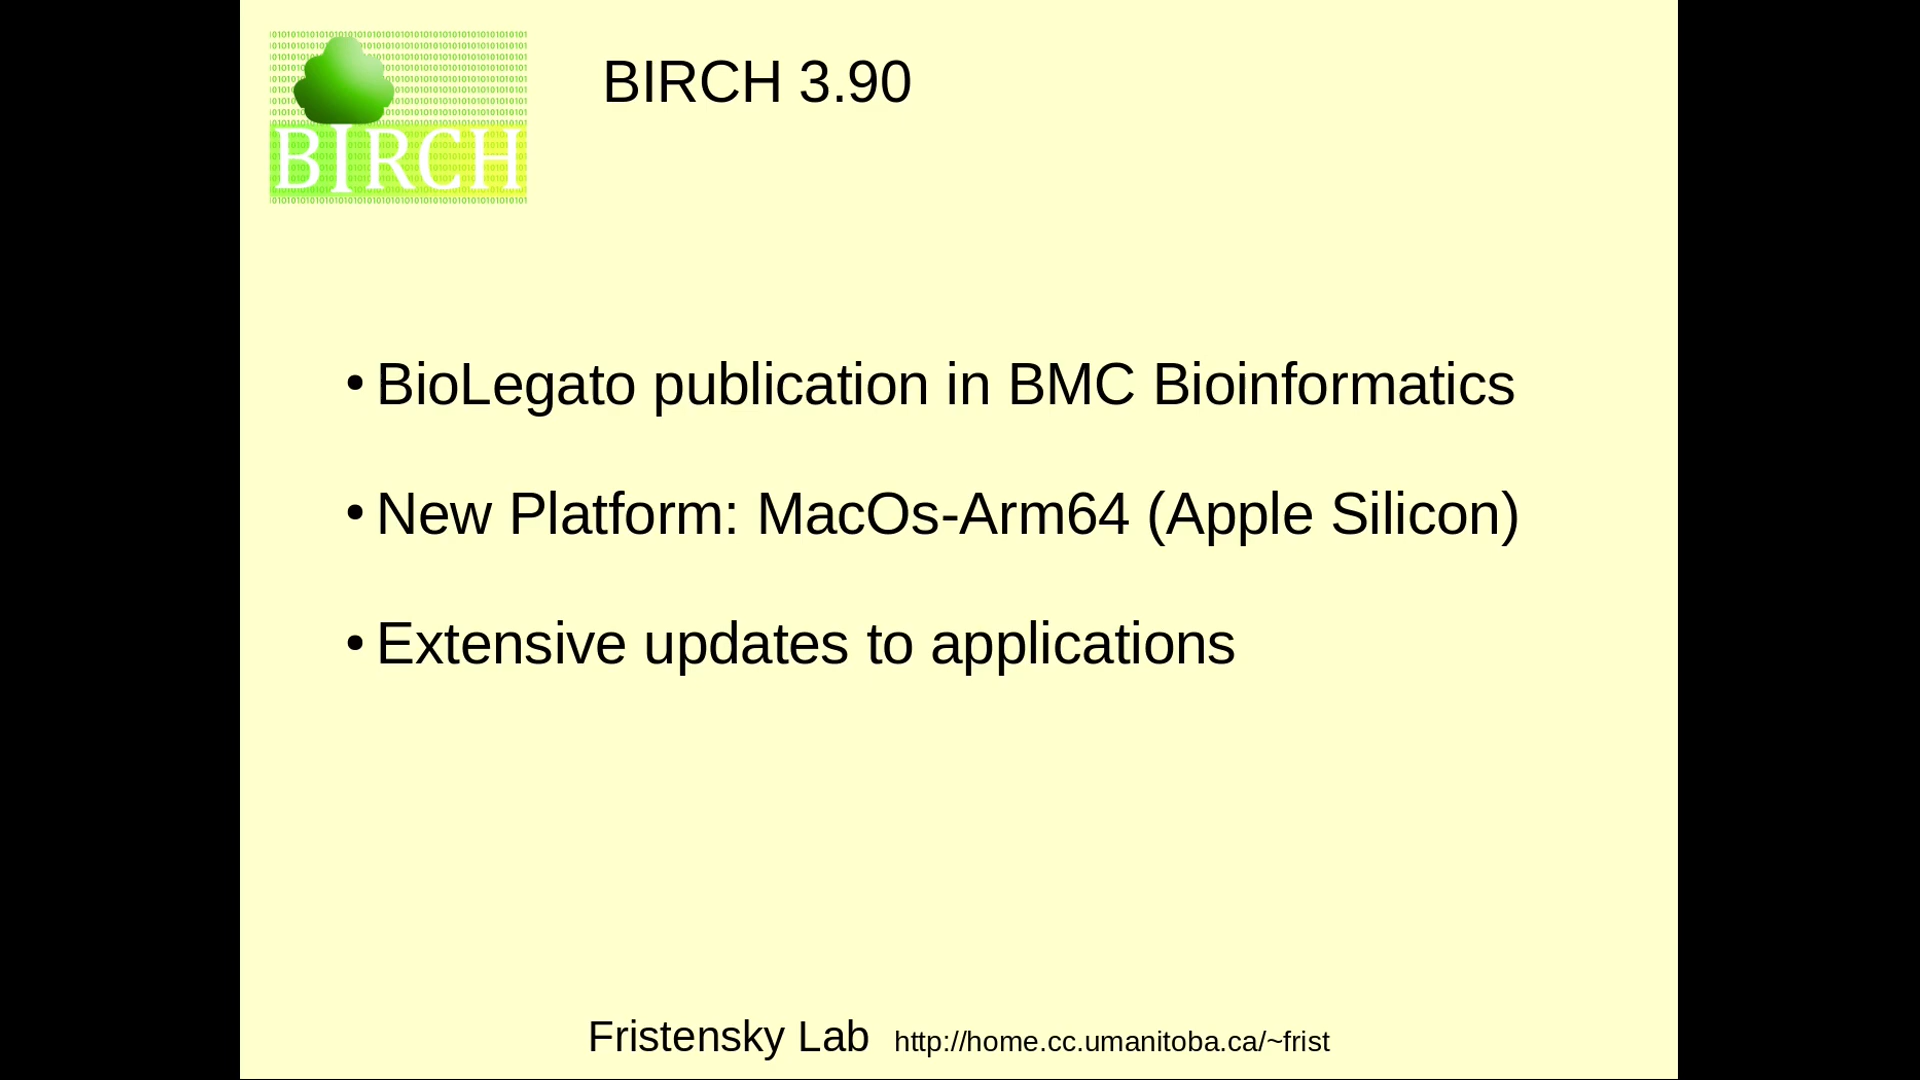 BIRCH
BIRCH 3.90
• BioLegato publication in BMC Bioinformatics
• New Platform: MacOs-Arm64 (Apple Silicon)
• Extensive updates to applications
Fristensky Lab http://home.cc.umanitoba.ca/~frist